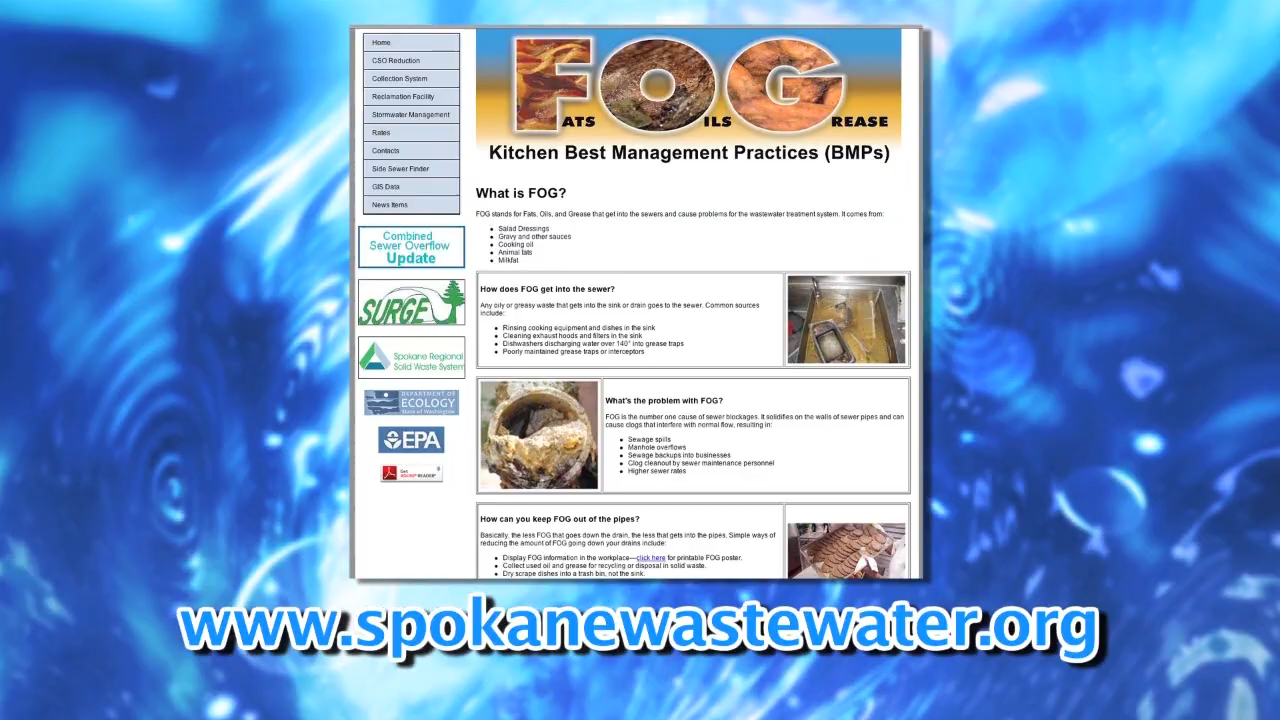 Home
CSO Reduction
Collection System
Reclamation Facility
Stormwater Management
Rates
Contacts
Side Sewer Finder
GIS Data
News Items
Combined
Sewer Overflow
Update
SURGE
Spokane Regional
Solid Waste System
DEPARTMENT OF
ECOLOGY
State of Washington
EPA
Get
ADOBE® READER®
FATS OILS GREASE
Kitchen Best Management Practices (BMPs)
What is FOG?
FOG stands for Fats, Oils, and Grease that get into the sewers and cause problems for the wastewater treatment system. It comes from:
• Salad Dressings
• Gravy and other sauces
• Cooking oil
• Animal fats
• Milkfat
How does FOG get into the sewer?
Any oily or greasy waste that gets into the sink or drain goes to the sewer. Common sources
include:
• Rinsing cooking equipment and dishes in the sink
• Cleaning exhaust hoods and filters in the sink
• Dishwashers discharging water over 140° into grease traps
• Poorly maintained grease traps or interceptors
What's the problem with FOG?
FOG is the number one cause of sewer blockages. It solidifies on the walls of sewer pipes and can
cause clogs that interfere with normal flow, resulting in:
• Sewage spills
• Manhole overflows
• Sewage backups into businesses
• Clog cleanout by sewer maintenance personnel
• Higher sewer rates
How can you keep FOG out of the pipes?
Basically, the less FOG that goes down the drain, the less that gets into the pipes. Simple ways of
reducing the amount of FOG going down your drains include:
• Display FOG information in the workplace—click here for printable FOG poster.
• Collect used oil and grease for recycling or disposal in solid waste.
• Dry scrape dishes into a trash bin, not the sink.
www.spokanewastewater.org